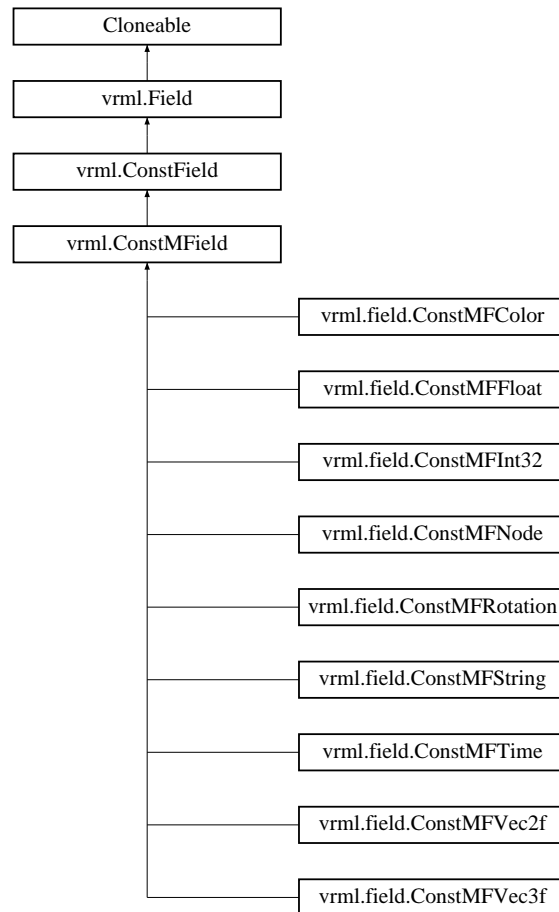 Cloneable
vrml.Field
vrml.ConstField
vrml.ConstMField
vrml.field.ConstMFColor
vrml.field.ConstMFFloat
vrml.field.ConstMFInt32
vrml.field.ConstMFNode
vrml.field.ConstMFRotation
vrml.field.ConstMFString
vrml.field.ConstMFTime
vrml.field.ConstMFVec2f
vrml.field.ConstMFVec3f